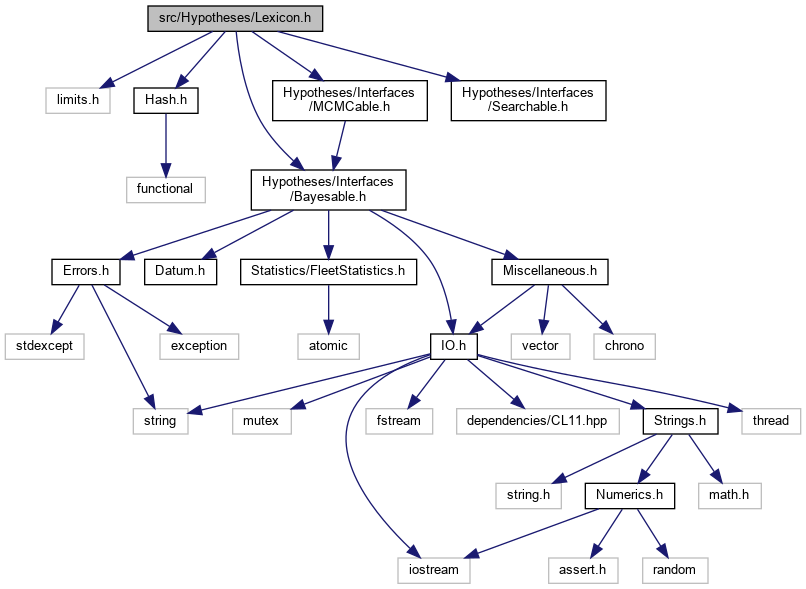 src/Hypotheses/Lexicon.h
limits.h
Hash.h
Hypotheses/Interfaces
/MCMCable.h
Hypotheses/Interfaces
/Searchable.h
functional
Hypotheses/Interfaces
/Bayesable.h
Errors.h
Datum.h
Statistics/FleetStatistics.h
Miscellaneous.h
stdexcept
exception
atomic
IO.h
vector
chrono
string
mutex
fstream
dependencies/CL11.hpp
Strings.h
thread
string.h
Numerics.h
math.h
iostream
assert.h
random